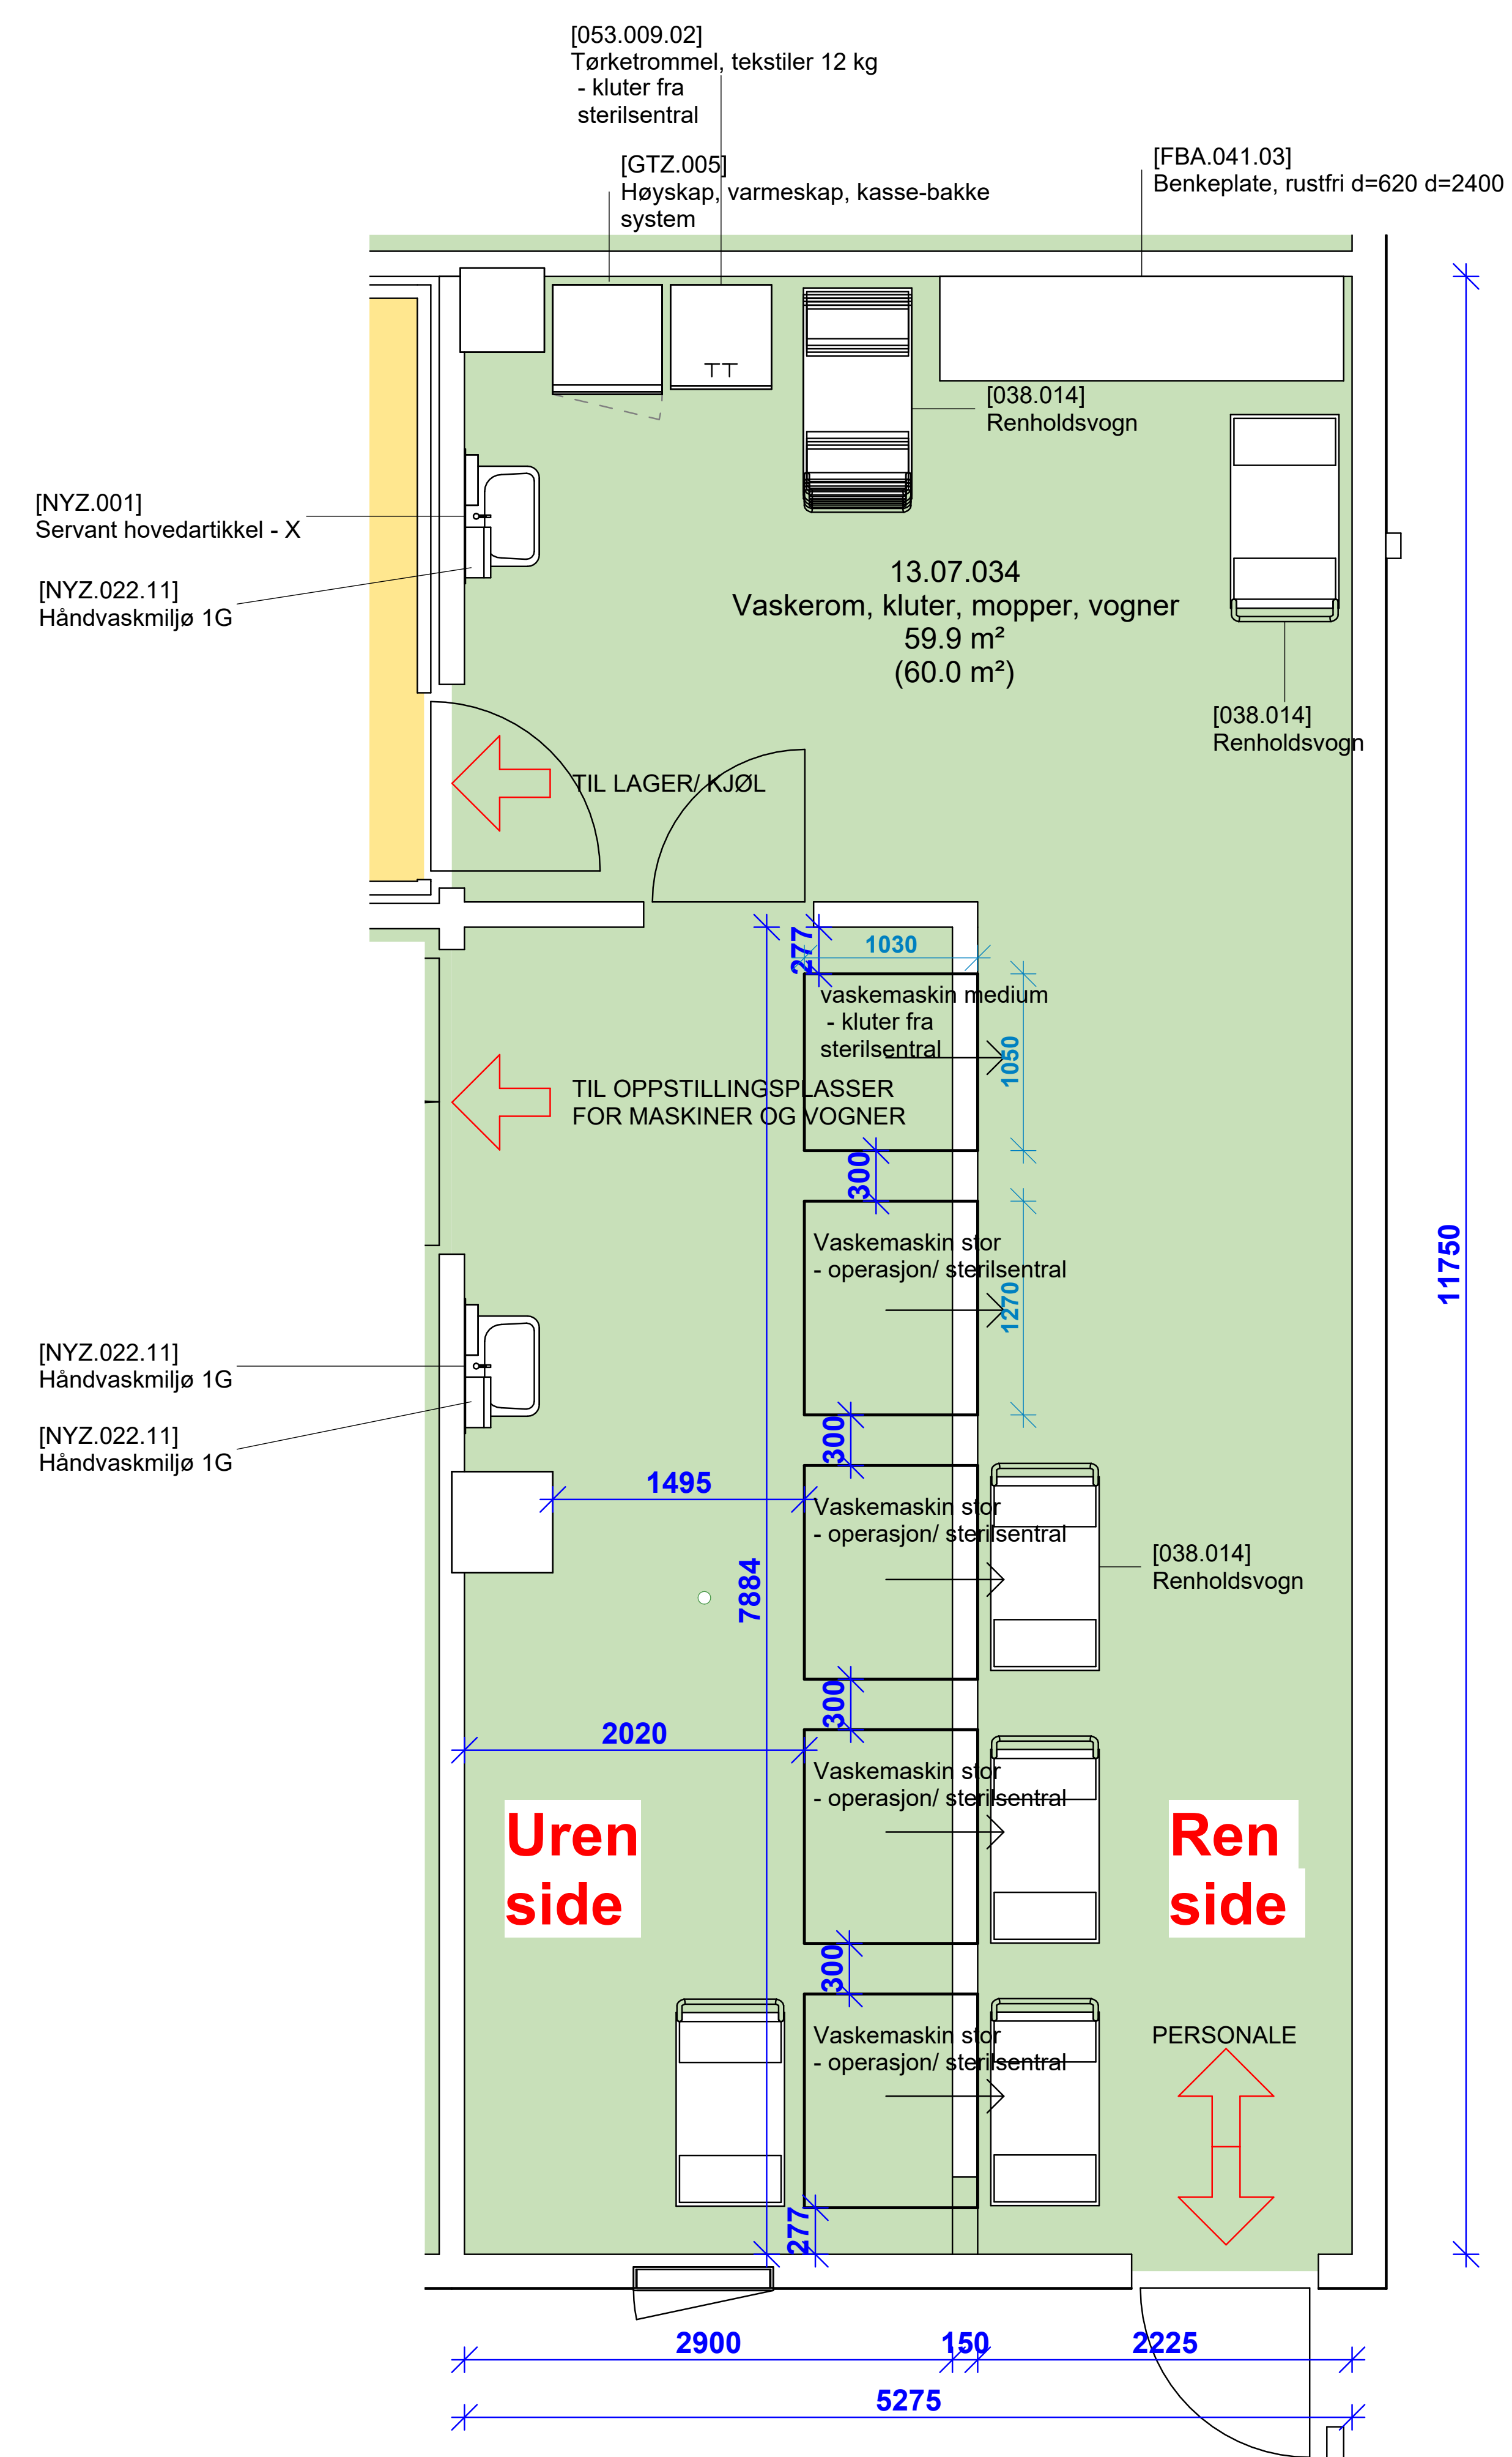 [053.009.02]
Tørketrommel, tekstiler 12 kg
- kluter fra
sterilsentral
[GTZ.005]
Høyskap, varmeskap, kasse-bakke
system
[FBA.041.03]
Benkeplate, rustfri d=620 d=2400
TT
[038.014]
Renholdsvogn
[NYZ.001]
Servant hovedartikkel - X
[NYZ.022.11]
Håndvaskmiljø 1G
13.07.034
Vaskerom, kluter, mopper, vogner
59.9 m²
(60.0 m²)
[038.014]
Renholdsvogn
TIL LAGER/ KJØL
277
1030
vaskemaskin medium
- kluter fra
sterilsentral
1050
TIL OPPSTILLINGSPLASSER
FOR MASKINER OG VOGNER
300
Vaskemaskin stor
- operasjon/ sterilsentral
1270
11750
[NYZ.022.11]
Håndvaskmiljø 1G
[NYZ.022.11]
Håndvaskmiljø 1G
300
1495
Vaskemaskin stor
- operasjon/ sterilsentral
[038.014]
Renholdsvogn
7884
300
2020
Vaskemaskin stor
- operasjon/ sterilsentral
Uren
side
Ren
side
300
Vaskemaskin stor
- operasjon/ sterilsentral
PERSONALE
277
2900
150
2225
5275